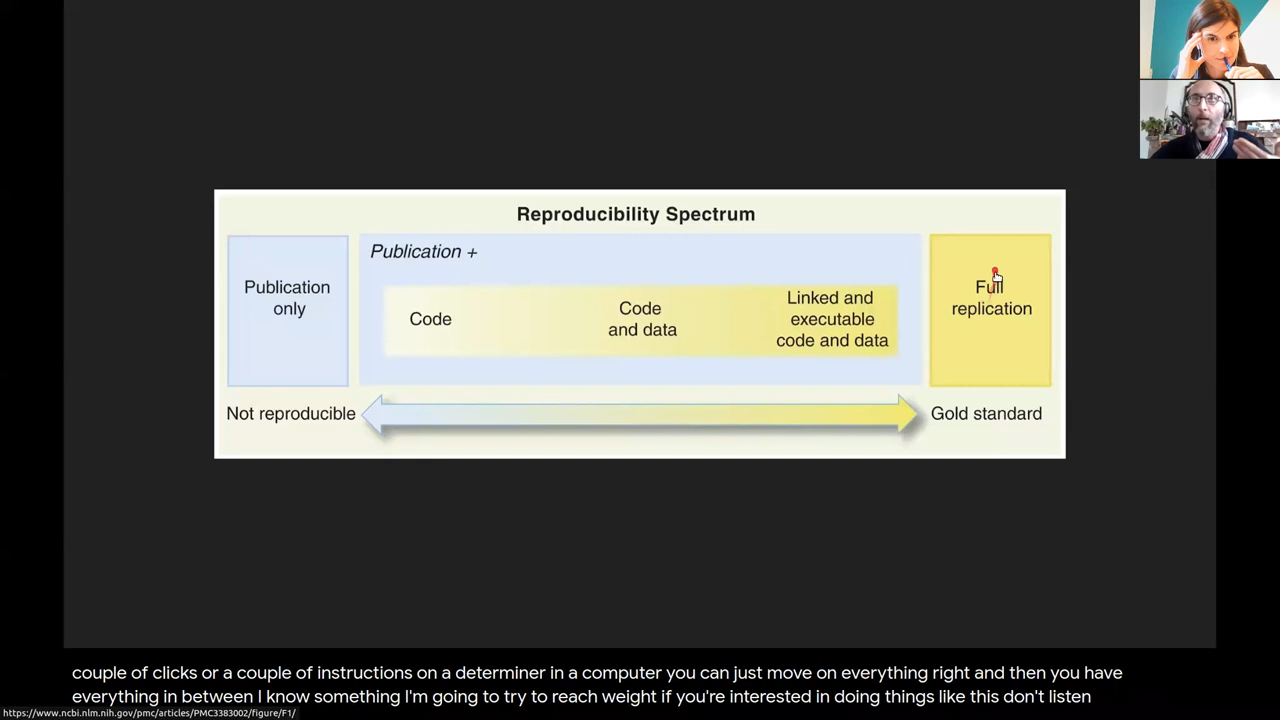 Reproducibility Spectrum
Publication
only
Publication +
Code
Code
and data
Linked and
executable
code and data
Full
replication
Not reproducible
Gold standard
couple of clicks or a couple of instructions on a determiner in a computer you can just move on everything right and then you have
everything in between I know something I'm going to try to reach weight if you're interested in doing things like this don't listen
https://www.ncbi.nlm.nih.gov/pmc/articles/PMC3383002/figure/F1/